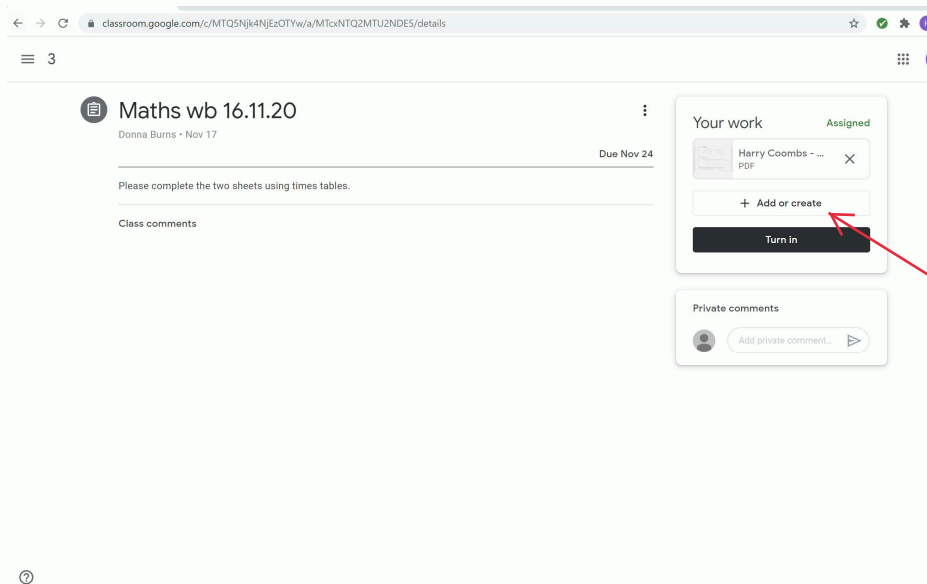 classroom.google.com/c/MTQ5Njk4NjEzOTYw/a/MTcxNTQ2MTU2NDE5/details
3
Maths wb 16.11.20
Donna Burns • Nov 17
Due Nov 24
Please complete the two sheets using times tables.
Class comments
Your work Assigned
Harry Coombs - ...
PDF
+ Add or create
Turn in
Private comments
Add private comment...